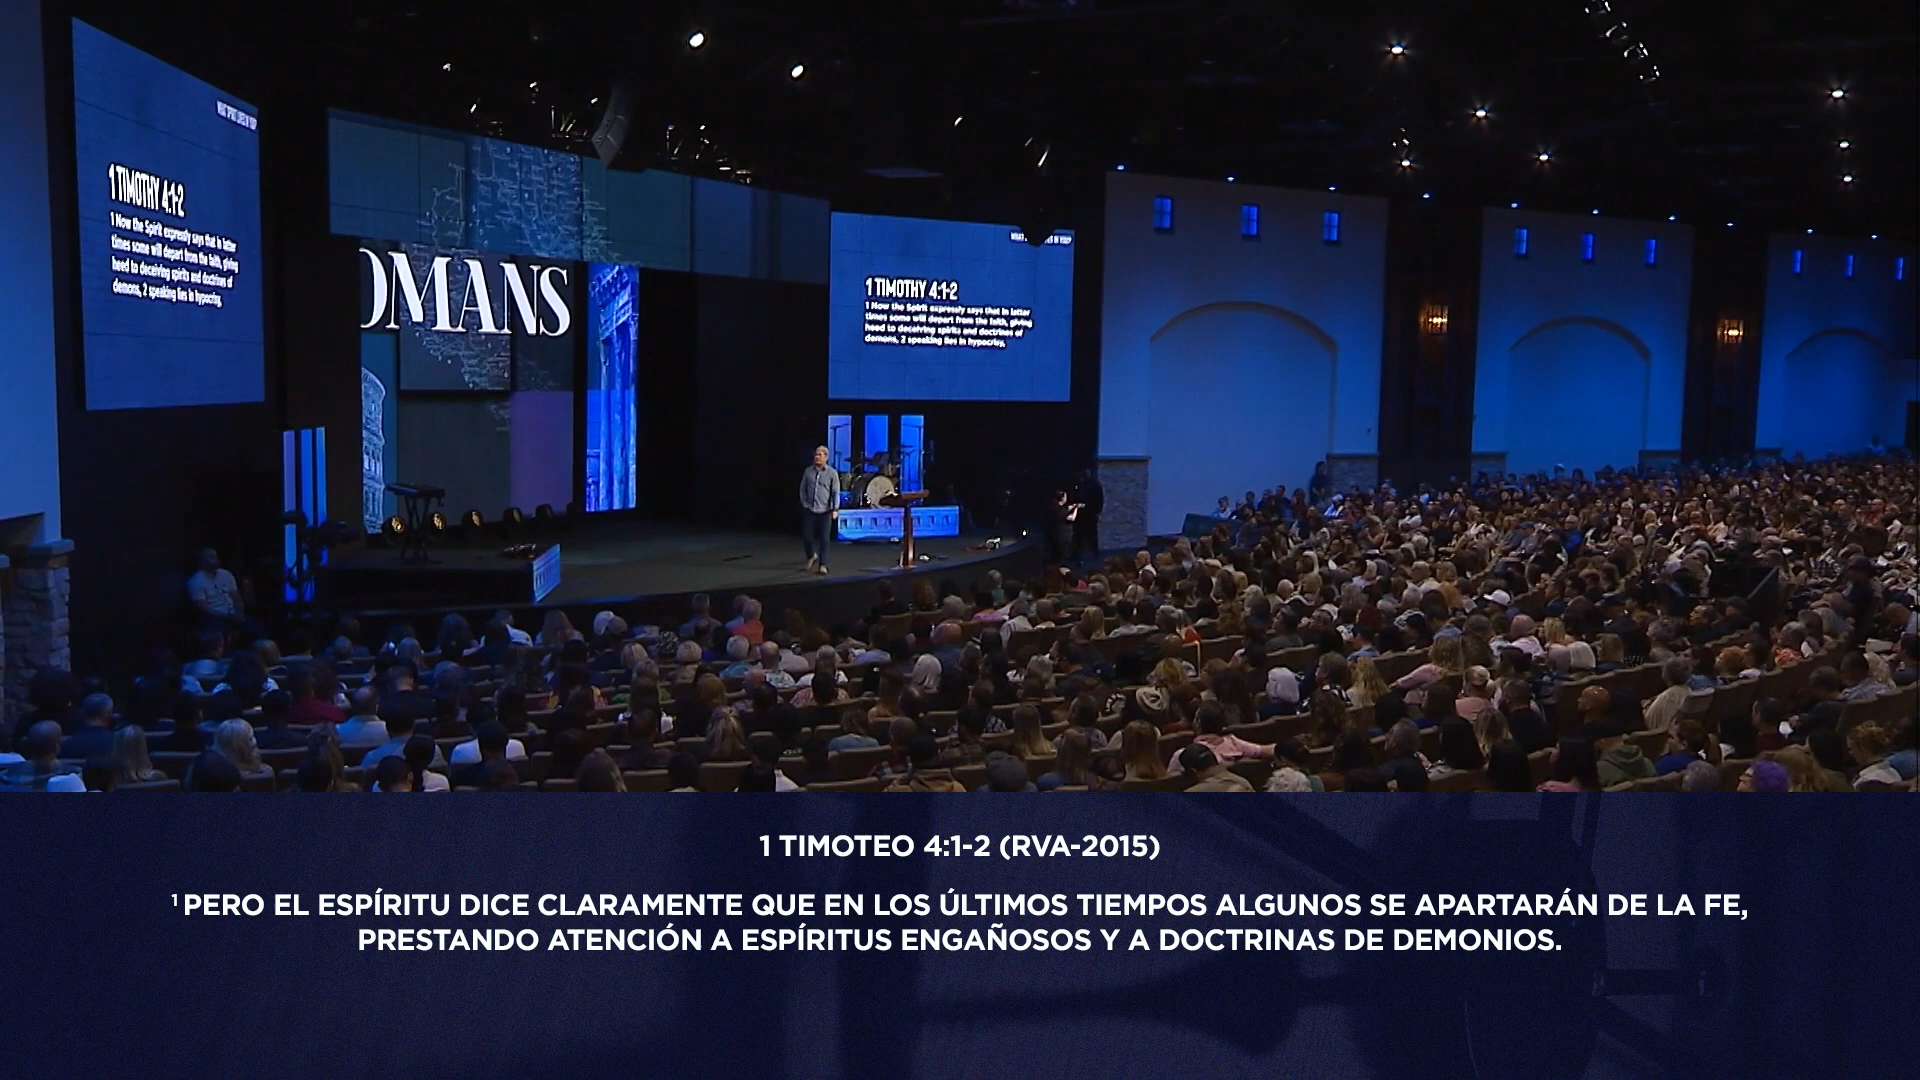 WHAT SPIRIT LIVES IN YOU?
1 TIMOTHY 4:1-2
1 Now the Spirit expressly says that in latter
times some will depart from the faith, giving
heed to deceiving spirits and doctrines of
demons, 2 speaking lies in hypocrisy,
OMANS
1 TIMOTHY 4:1-2
1 Now the Spirit expressly says that in latter
times some will depart from the faith, giving
heed to deceiving spirits and doctrines of
demons, 2 speaking lies in hypocrisy,
1 TIMOTEO 4:1-2 (RVA-2015)
1 PERO EL ESPÍRITU DICE CLARAMENTE QUE EN LOS ÚLTIMOS TIEMPOS ALGUNOS SE APARTARÁN DE LA FE,
PRESTANDO ATENCIÓN A ESPÍRITUS ENGAÑOSOS Y A DOCTRINAS DE DEMONIOS.